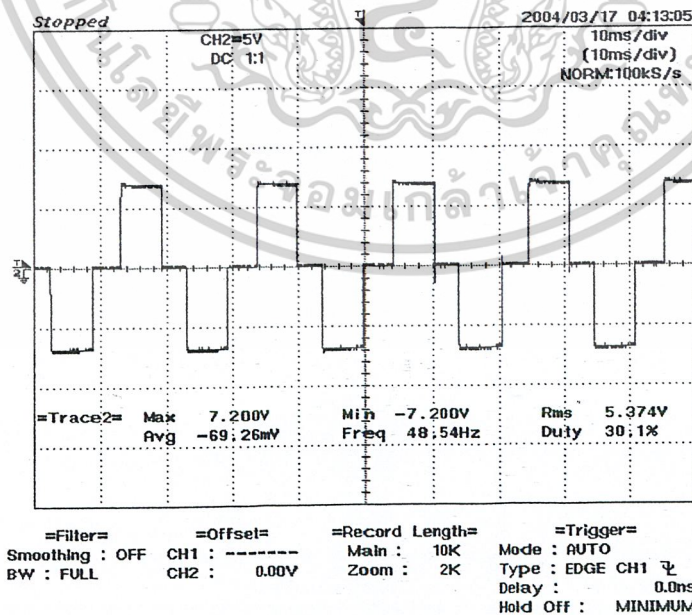 Stopped
2004/03/17 04:13:05
CH2=5V
DC 1:1
10ms/div
(10ms/div)
NORM:100kS/s
=Trace2= Max 7.200V Min -7.200V Rms 5.374V
Avg -69.26mV Freq 48.54Hz Duty 30.1%
=Filter= =Offset= =Record Length= =Trigger=
Smoothing : OFF CH1 : ------- Main : 10K Mode : AUTO
BW : FULL CH2 : 0.00V Zoom : 2K Type : EDGE CH1
Delay : 0.0ns
Hold Off : MINIMUM